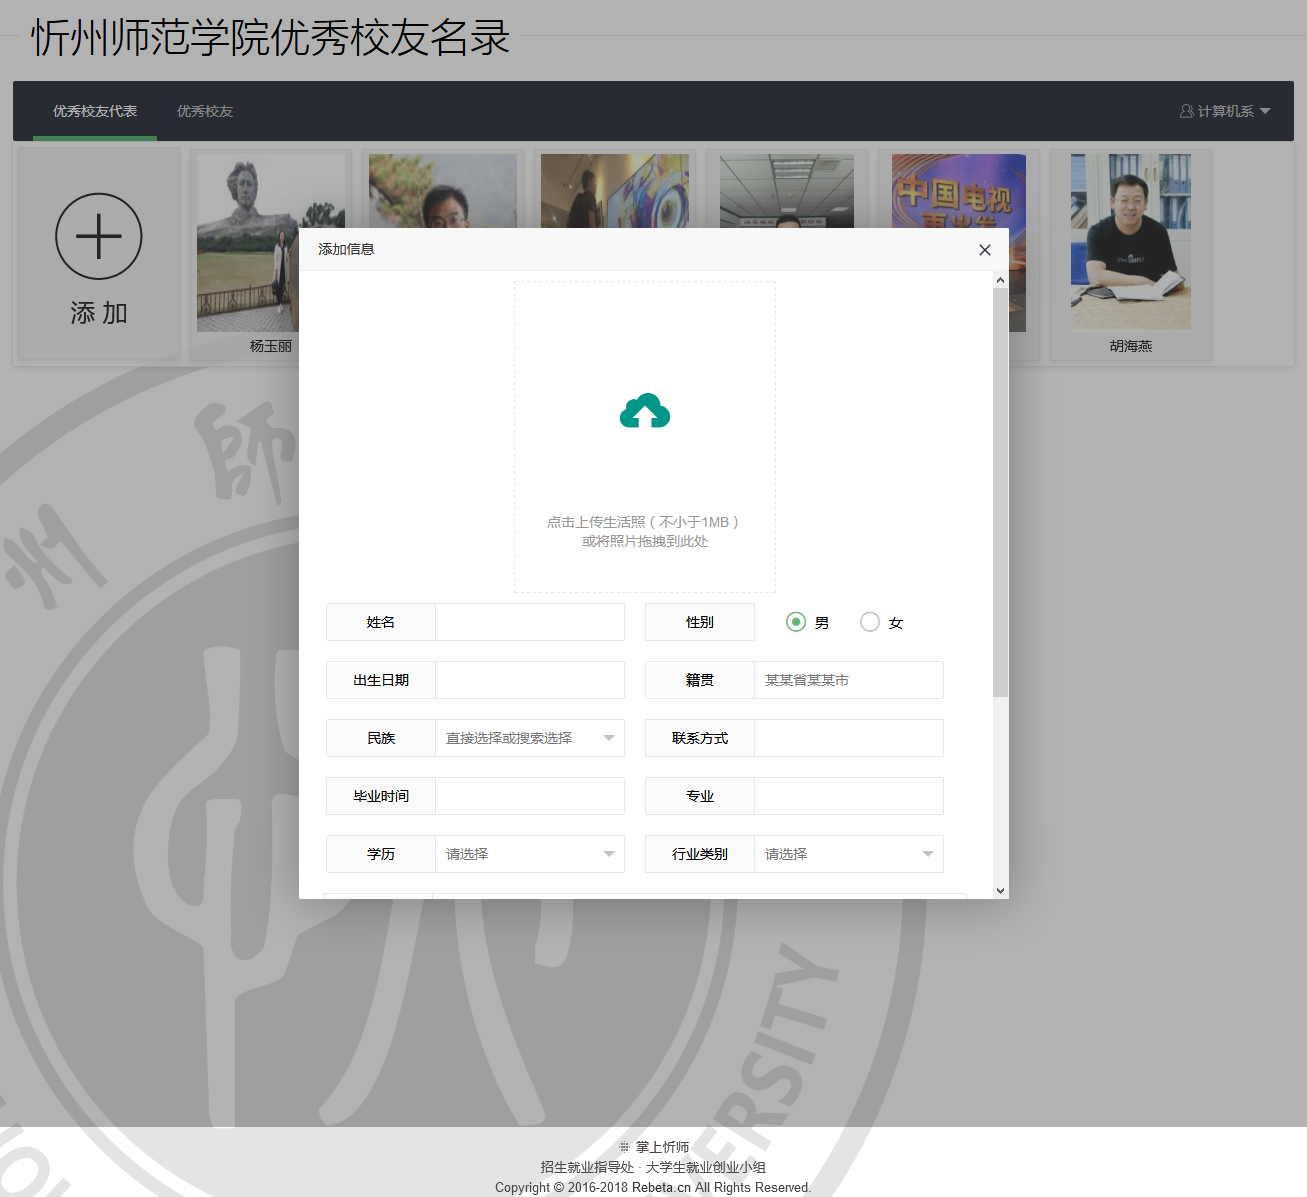 忻州师范学院优秀校友名录
优秀校友代表
优秀校友
计算机系
添 加
杨玉丽
中国电视
胡海燕
添加信息
点击上传生活照（不小于1MB）
或将照片拖拽到此处
姓名
性别
男
女
出生日期
籍贯
某某省某某市
民族
直接选择或搜索选择
联系方式
毕业时间
专业
学历
请选择
行业类别
请选择
師
州
VERSITY
掌上忻师
招生就业指导处 · 大学生就业创业小组
Copyright © 2016-2018 Rebeta.cn All Rights Reserved.